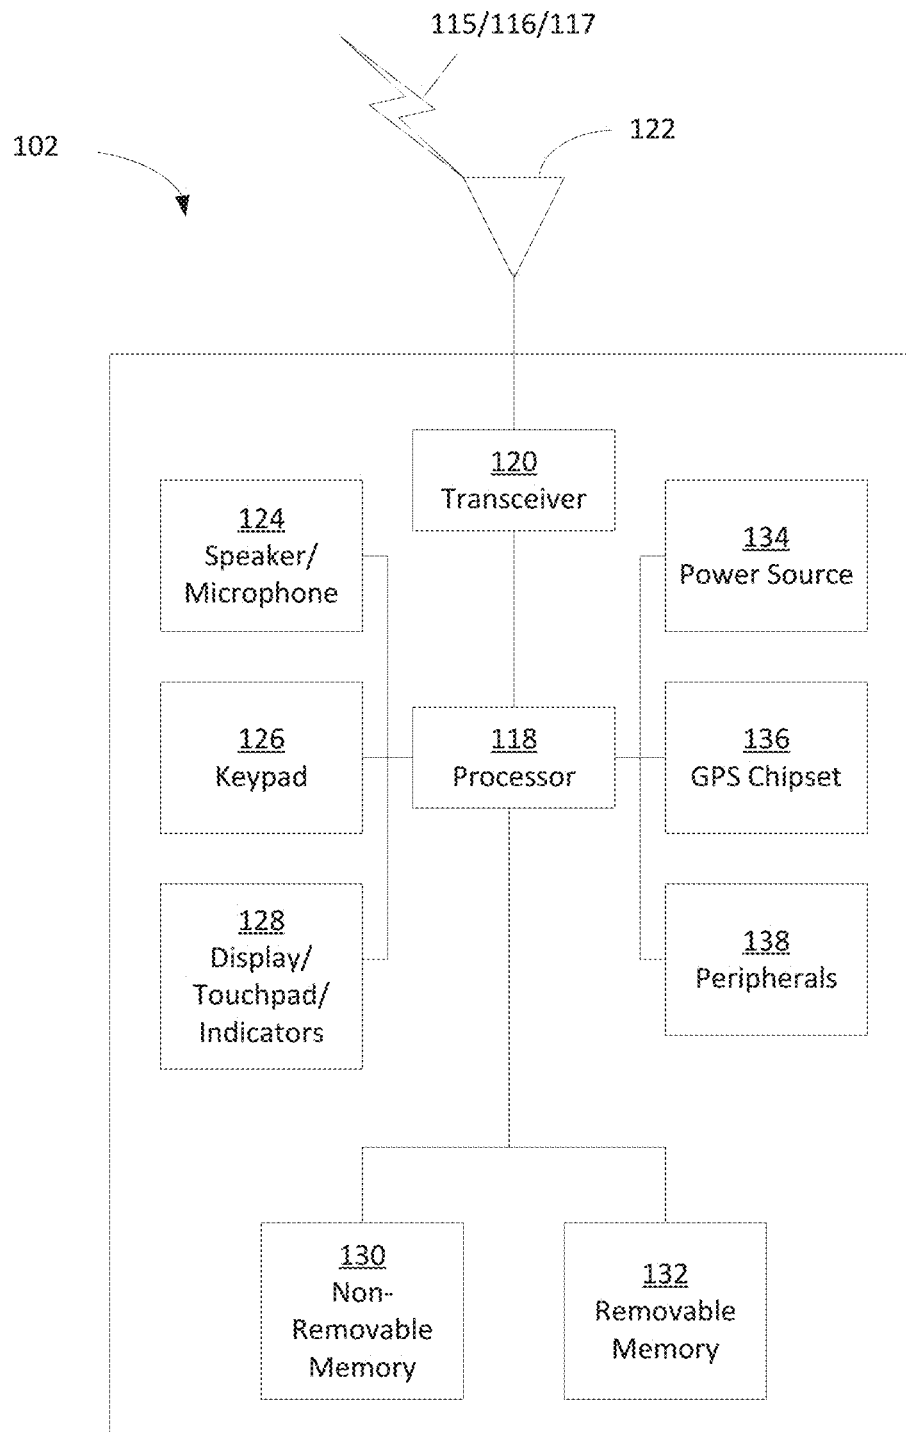 115/116/117
122
102
120
Transceiver
124
Speaker/
Microphone
134
Power Source
126
Keypad
118
Processor
136
GPS Chipset
128
Display/
Touchpad/
Indicators
138
Peripherals
130
Non-
Removable
Memory
132
Removable
Memory